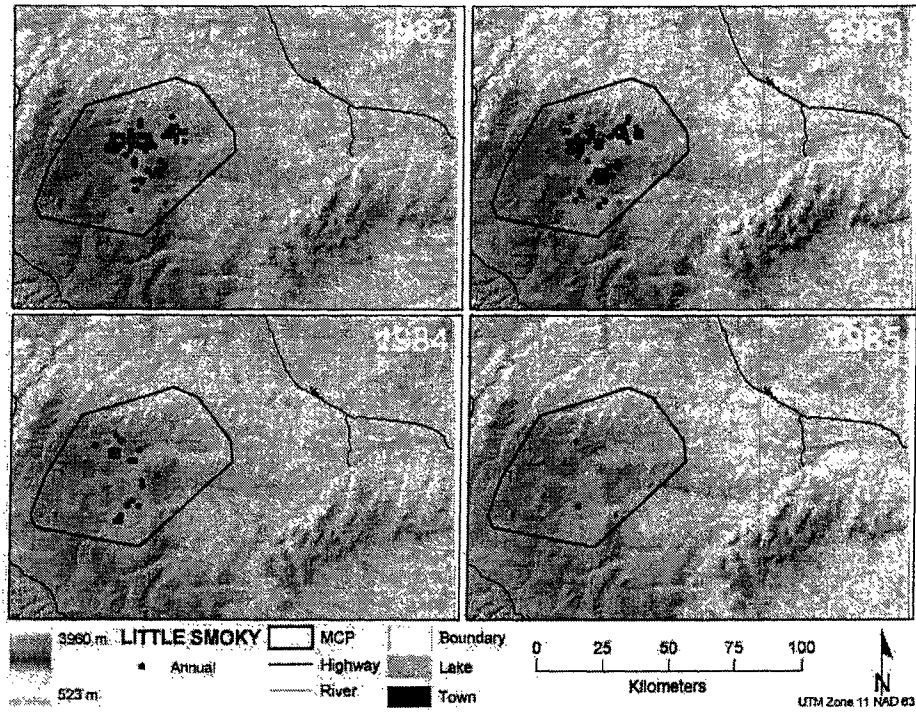 1982
1983
1984
1985
3960 m
LITTLE SMOKY
MCP
Boundary
Annual
Highway
Lake
523 m
River
Town
0 25 50 75 100
Kilometers
N
UTM Zone 11 NAD 83